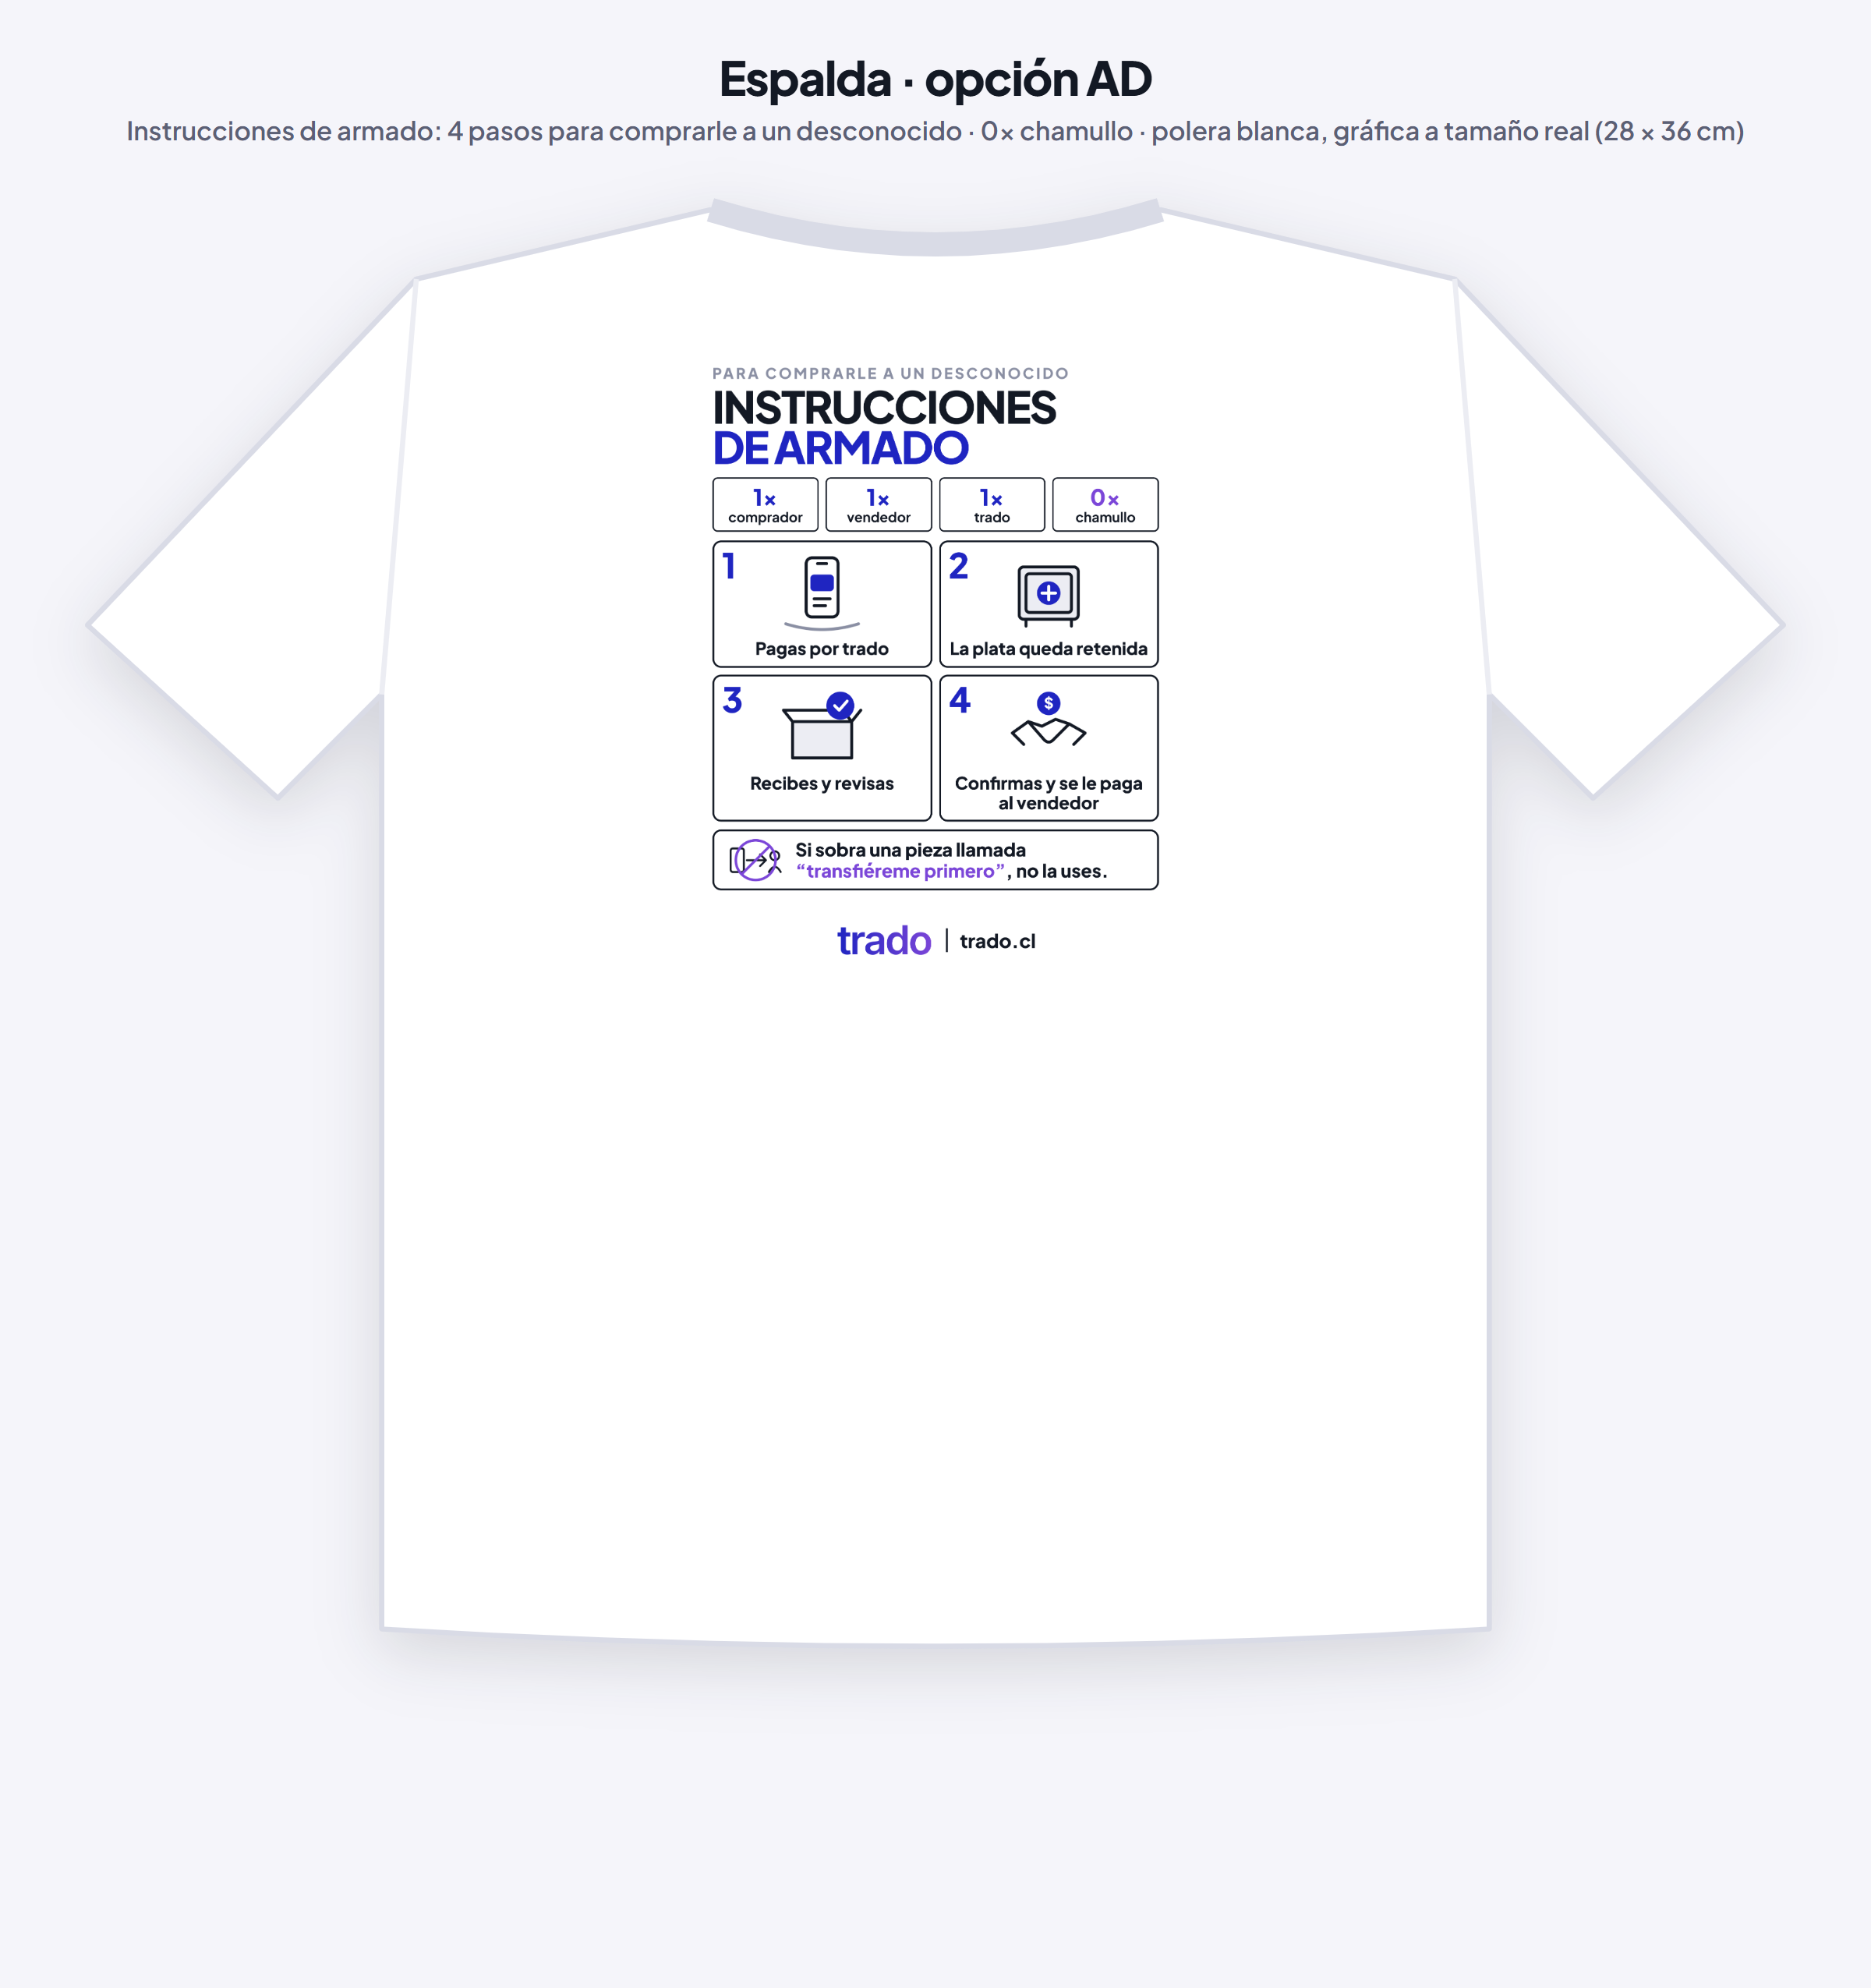 Espalda · opción AD
Instrucciones de armado: 4 pasos para comprarle a un desconocido · 0× chamullo · polera blanca, gráfica a tamaño real (28 × 36 cm)
PARA COMPRARLE A UN DESCONOCIDO
INSTRUCCIONES
DE ARMADO
1× comprador
1× vendedor
1× trado
0× chamullo
1
Pagas por trado
2
La plata queda retenida
3
Recibes y revisas
4
$
Confirmas y se le paga
al vendedor
Si sobra una pieza llamada
“transfiéreme primero”, no la uses.
trado | trado.cl